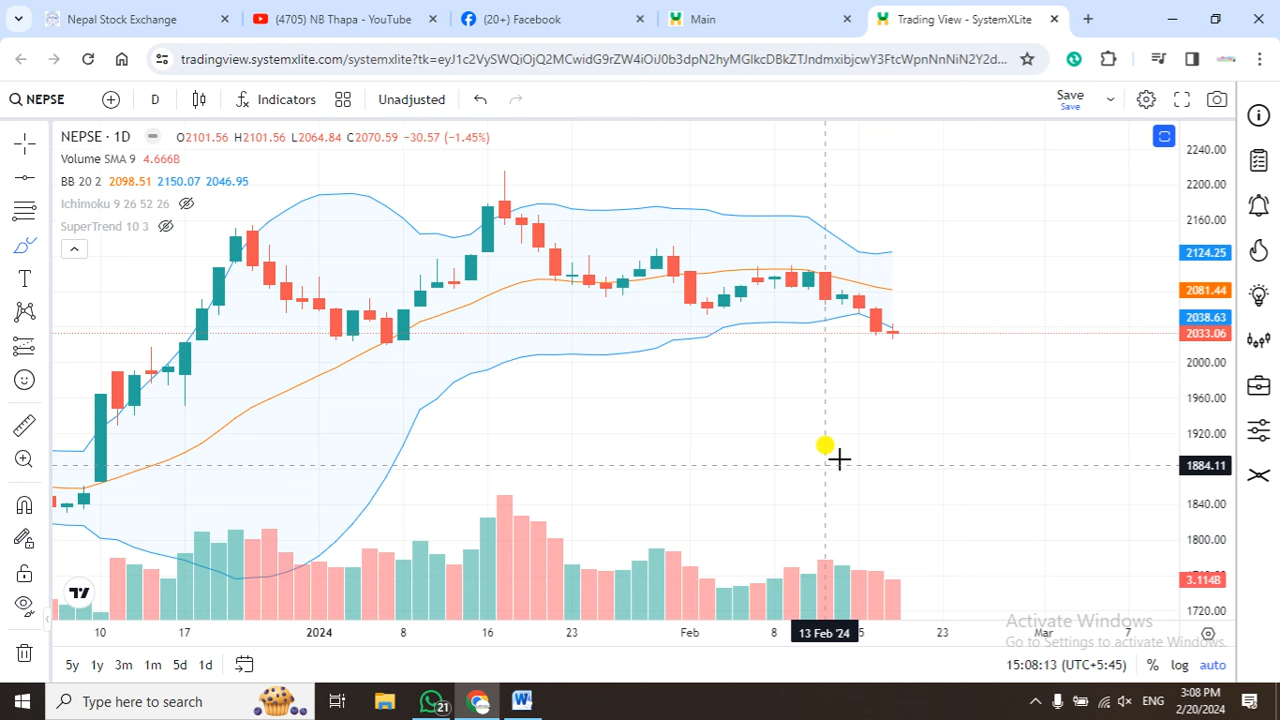 Nepal Stock Exchange
(4705) NB Thapa - YouTube
(20+) Facebook
Main
Trading View - SystemXLite
tradingview.systemxlite.com/systemxlite?tk=
NEPSE
D
Indicators
Unadjusted
Save
Save
NEPSE · 1D O2101.56 H2101.56 L2064.84 C2070.59 −30.57 (−1.45%)
Volume SMA 9 4.666B
BB 20 2 2098.51 2150.07 2046.95
Ichimoku 9 26 52 26
SuperTrend 10 3
2240.00
2200.00
2160.00
2124.25
2081.44
2038.63
2033.06
2000.00
1960.00
1920.00
1884.11
1840.00
1800.00
3.114B
1720.00
10 17 2024 8 16 23 Feb 8 13 Feb '24 5 23 Mar 7
Activate Windows
Go to Settings to activate Windows.
5y 1y 3m 1m 5d 1d
15:08:13 (UTC+5:45) % log auto
Type here to search
21
ENG
3:08 PM
2/20/2024